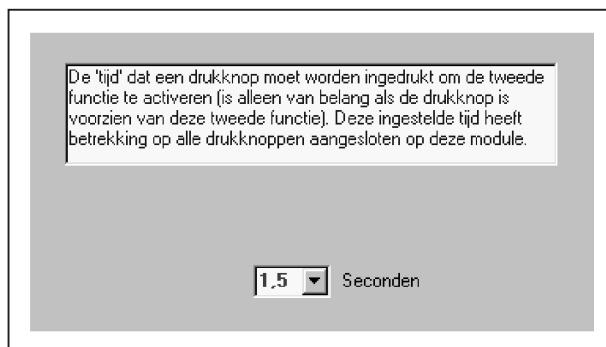 De 'tijd' dat een drukknop moet worden ingedrukt om de tweede
functie te activeren (is alleen van belang als de drukknop is
voorzien van deze tweede functie). Deze ingestelde tijd heeft
betrekking op alle drukknoppen aangesloten op deze module.
1,5 Seconden